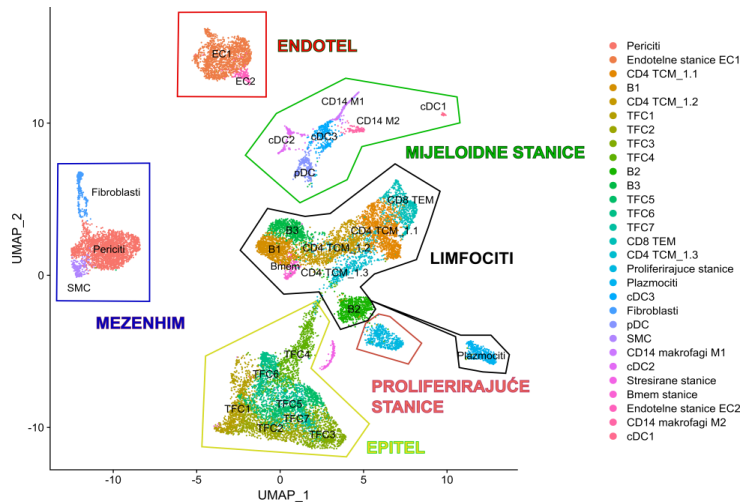 ENDOTEL
EC1
EC2
CD14 M1
cDC1
CD14 M2
cDC2
cDC3
pDC
MIJELOIDNE STANICE
Fibroblasti
Periciti
SMC
MEZENHIM
CD8 TEM
B3
CD4 TCM_1.1
B1
CD4 TCM_1.2
Bmem
CD4 TCM_1.3
LIMFOCITI
B2
Plazmociti
PROLIFERIRAJUĆE
STANICE
TFC4
TFC6
TFC1
TFC5
TFC7
TFC2
TFC3
EPITEL
10
0
-10
UMAP_2
-10
-5
0
5
10
UMAP_1
Periciti
Endotelne stanice EC1
CD4 TCM_1.1
B1
CD4 TCM_1.2
TFC1
TFC2
TFC3
TFC4
B2
B3
TFC5
TFC6
TFC7
CD8 TEM
CD4 TCM_1.3
Proliferirajuce stanice
Plazmociti
cDC3
Fibroblasti
pDC
SMC
CD14 makrofagi M1
cDC2
Stresirane stanice
Bmem stanice
Endotelne stanice EC2
CD14 makrofagi M2
cDC1